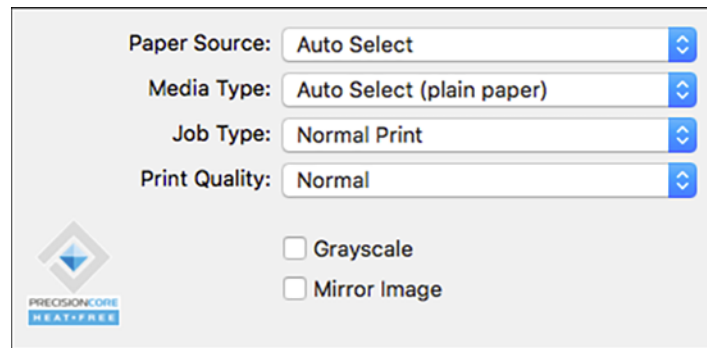 Paper Source: Auto Select
Media Type: Auto Select (plain paper)
Job Type: Normal Print
Print Quality: Normal
Grayscale
Mirror Image
PRECISIONCORE
HEAT•FREE